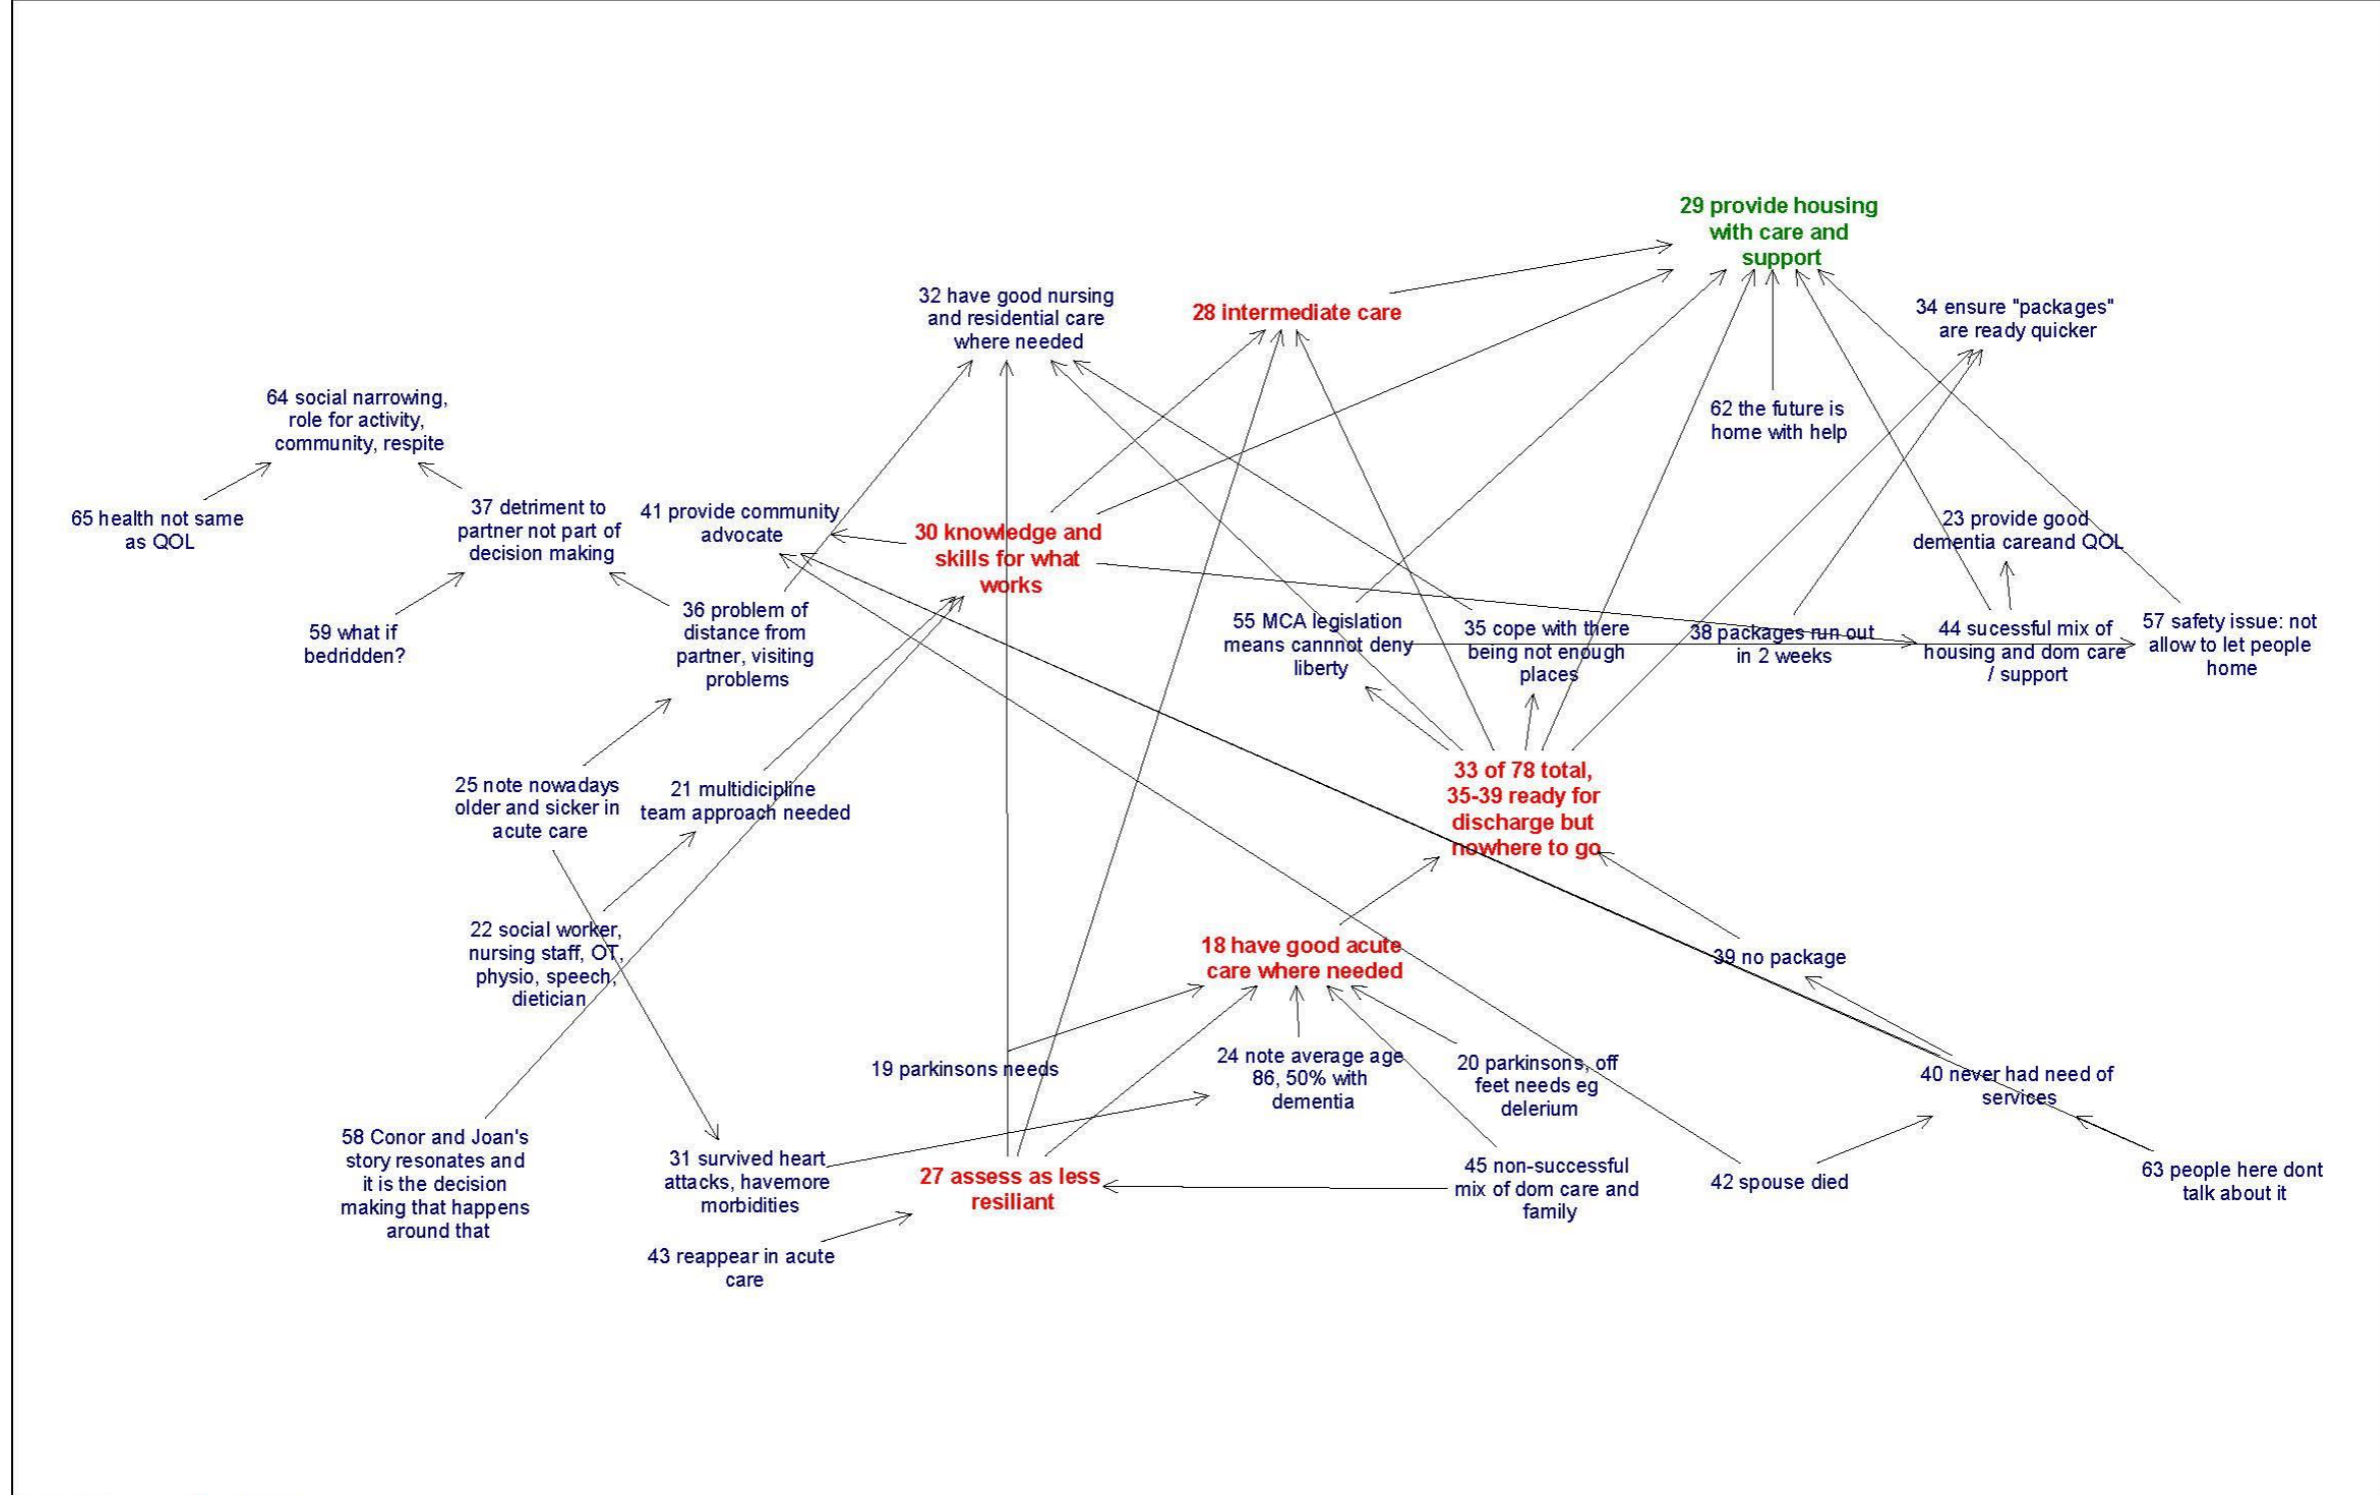 29 provide housing
with care and
support
32 have good nursing
and residential care
where needed
28 intermediate care
34 ensure "packages"
are ready quicker
64 social narrowing,
role for activity,
community, respite
62 the future is
home with help
65 health not same
as QOL
37 detriment to
partner not part of
decision making
41 provide community
advocate
30 knowledge and
skills for what
works
23 provide good
dementia careand QOL
59 what if
bedridden?
36 problem of
distance from
partner, visiting
problems
55 MCA legislation
means cannnot deny
liberty
35 cope with there
being not enough
places
38 packages run out
in 2 weeks
44 sucessful mix of
housing and dom care
/ support
57 safety issue: not
allow to let people
home
33 of 78 total,
35-39 ready for
discharge but
nowhere to go
25 note nowadays
older and sicker in
acute care
21 multidicipline
team approach needed
22 social worker,
nursing staff, OT,
physio, speech,
dietician
18 have good acute
care where needed
39 no package
19 parkinsons needs
24 note average age
86, 50% with
dementia
20 parkinsons, off
feet needs eg
delerium
40 never had need of
services
58 Conor and Joan's
story resonates and
it is the decision
making that happens
around that
31 survived heart
attacks, havemore
morbidities
27 assess as less
resiliant
45 non-successful
mix of dom care and
family
42 spouse died
63 people here dont
talk about it
43 reappear in acute
care